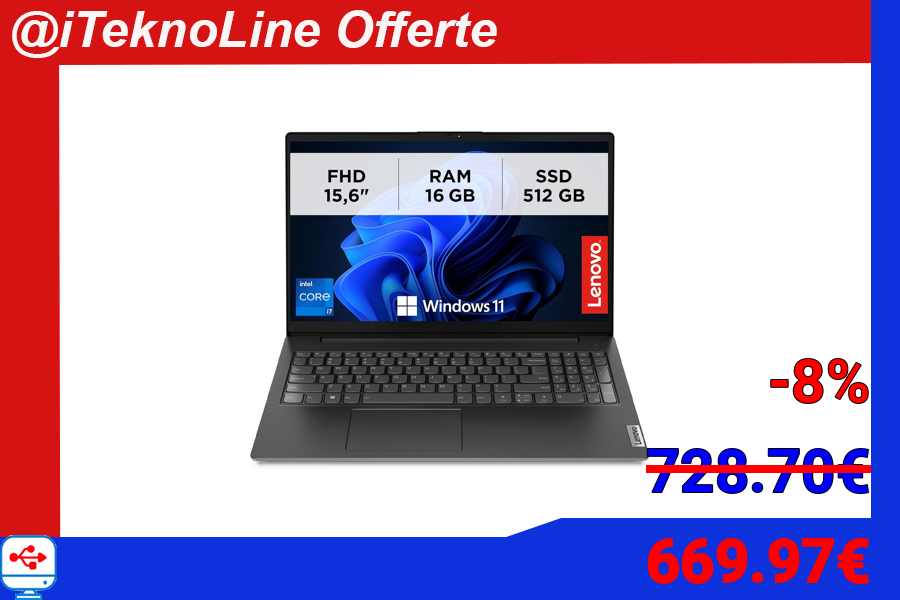 @iTeknoLine Offerte
FHD
15,6"
RAM
16 GB
SSD
512 GB
Lenovo
intel
CORE
i7
Windows 11
Lenovo
-8%
728.70€
669.97€